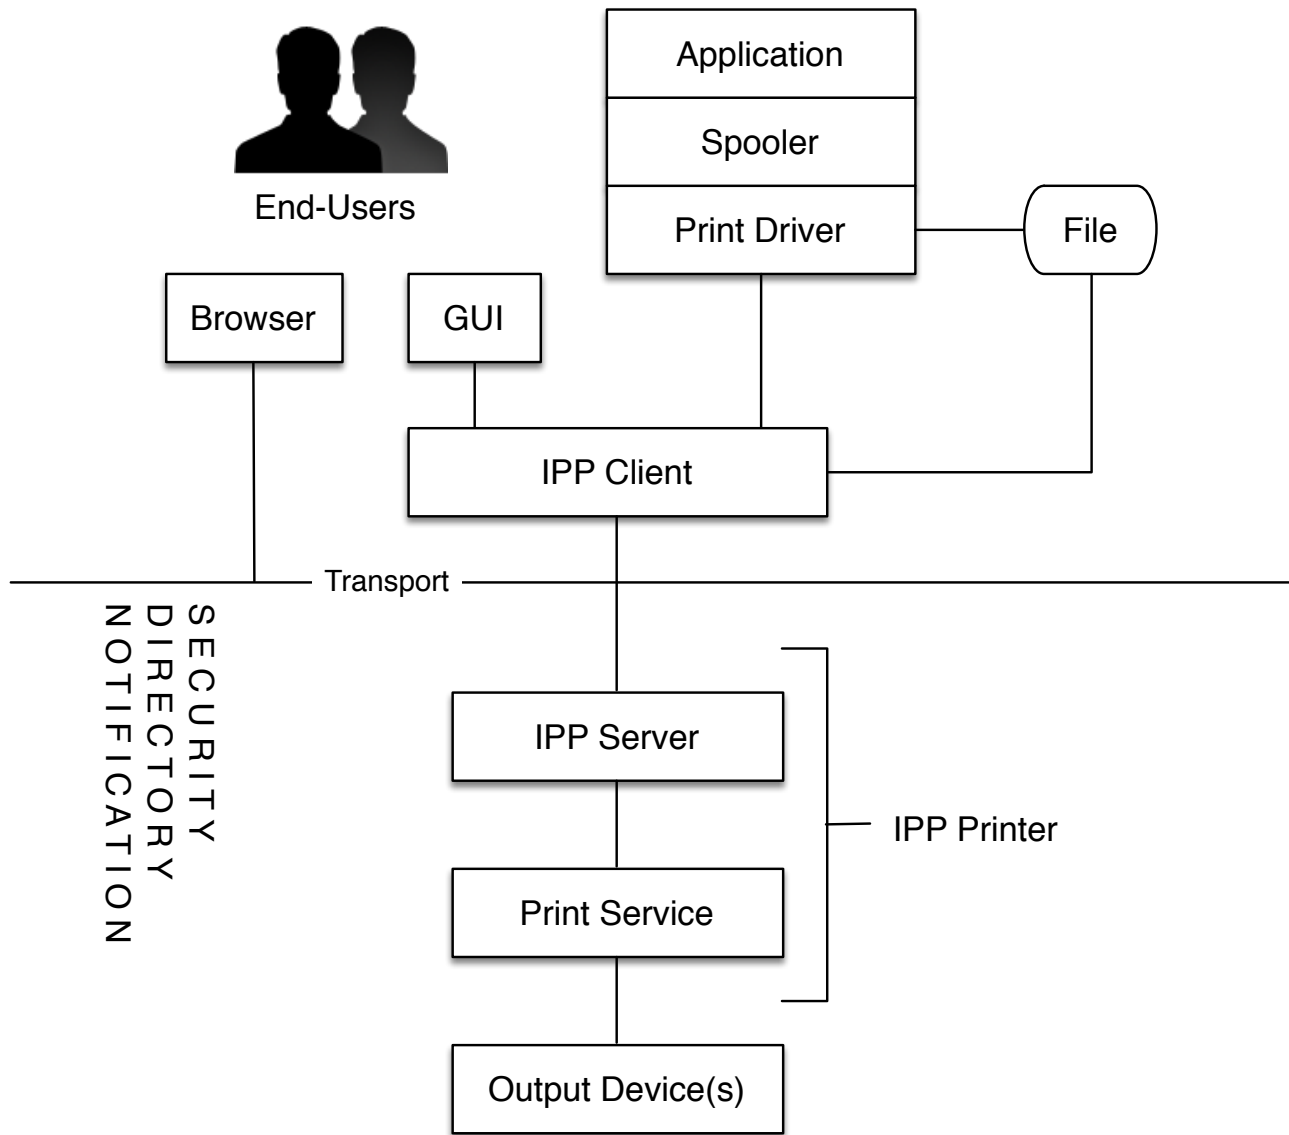 Application
Spooler
End-Users
Print Driver
File
Browser
GUI
IPP Client
Transport
SECURITY
DIRECTORY
NOTIFICATION
IPP Server
IPP Printer
Print Service
Output Device(s)